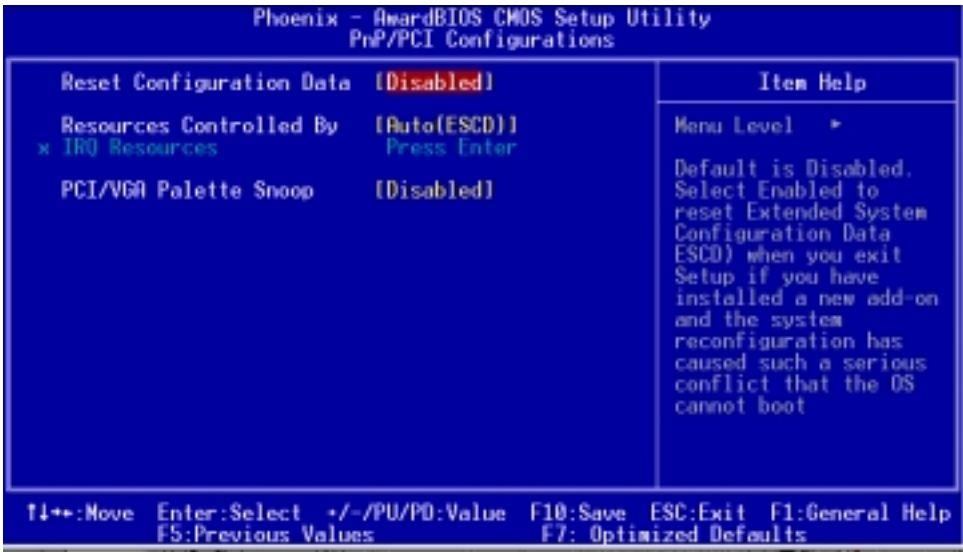 Phoenix - AwardBIOS CMOS Setup Utility
PnP/PCI Configurations
Reset Configuration Data [Disabled]
Resources Controlled By [Auto(ESCD)]
x IRQ Resources Press Enter
PCI/VGA Palette Snoop [Disabled]
Item Help
Menu Level ►
Default is Disabled.
Select Enabled to
reset Extended System
Configuration Data
ESCD) when you exit
Setup if you have
installed a new add-on
and the system
reconfiguration has
caused such a serious
conflict that the OS
cannot boot
↑↓→←:Move Enter:Select +/-/PU/PD:Value F10:Save ESC:Exit F1:General Help
F5:Previous Values F7: Optimized Defaults